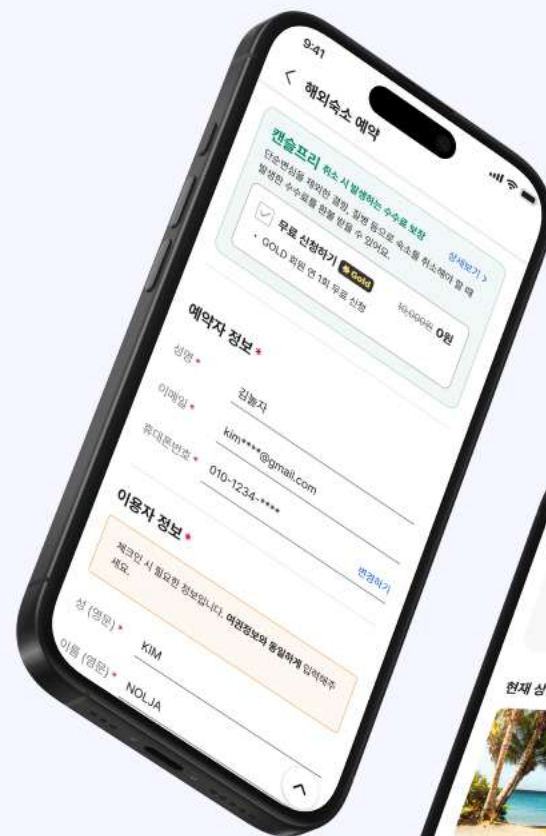 9:41
해외숙소 예약
캔슬프리 취소 시 발생하는 수수료 보장
상세보기 >
단순변심을 제외한 결항, 질병 등으로 숙소를 취소해야 할 때
발생한 수수료를 환불 받을 수 있어요.
무료 신청하기 Gold
10,000원 0원
· GOLD 회원 연 1회 무료 신청
예약자 정보 *
성명 *
김놀자
이메일 *
kim****@gmail.com
휴대폰번호 *
010-1234-****
변경하기
이용자 정보 *
체크인 시 필요한 정보입니다. 여권정보와 동일하게 입력해주
세요.
성 (영문) *
KIM
이름 (영문) *
NOLJA
현재 상